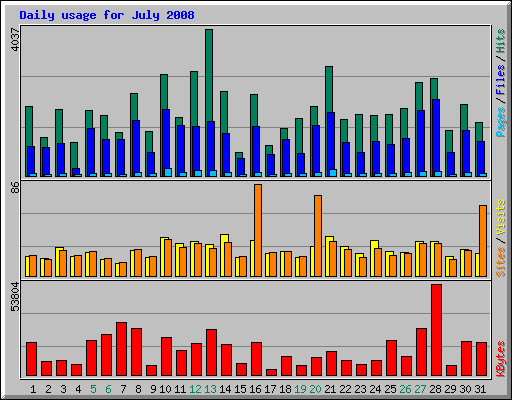 Daily usage for July 2008
4037
Pages / Files / Hits
86
Sites / Visits
53804
KBytes
1 2 3 4 5 6 7 8 9 10 11 12 13 14 15 16 17 18 19 20 21 22 23 24 25 26 27 28 29 30 31